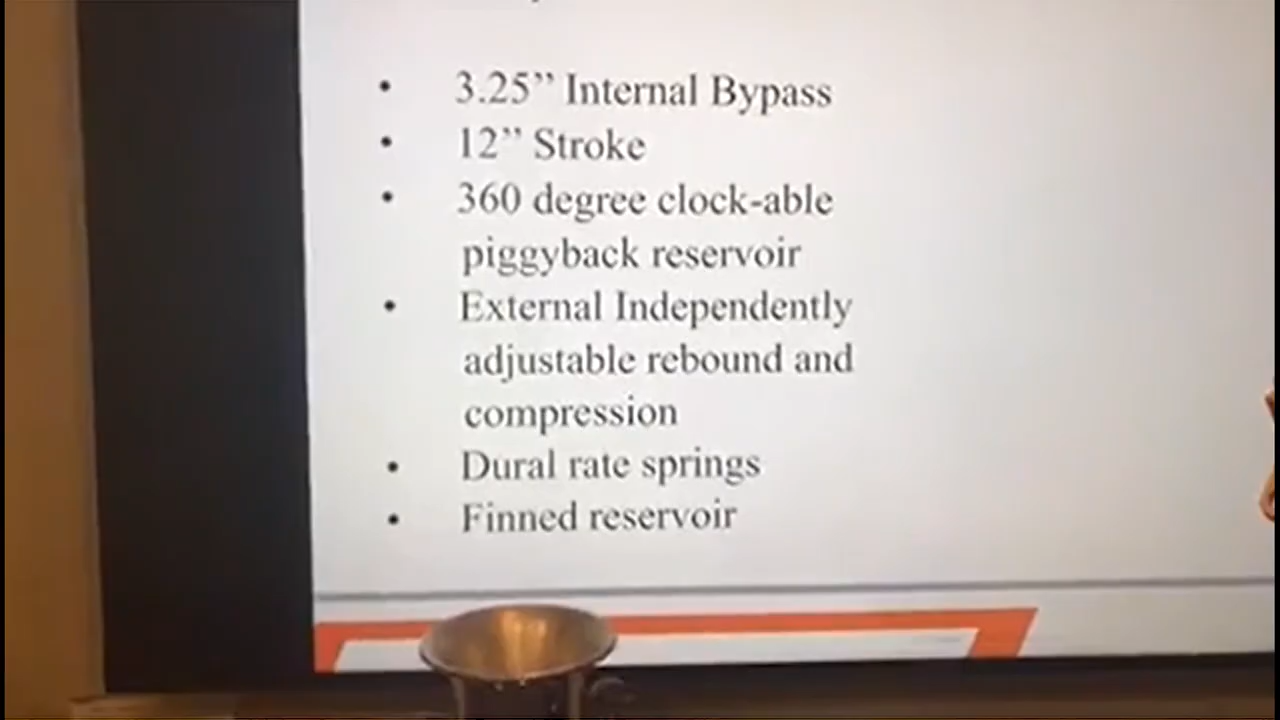 • 3.25” Internal Bypass
• 12” Stroke
• 360 degree clock-able
piggyback reservoir
• External Independently
adjustable rebound and
compression
• Dural rate springs
• Finned reservoir